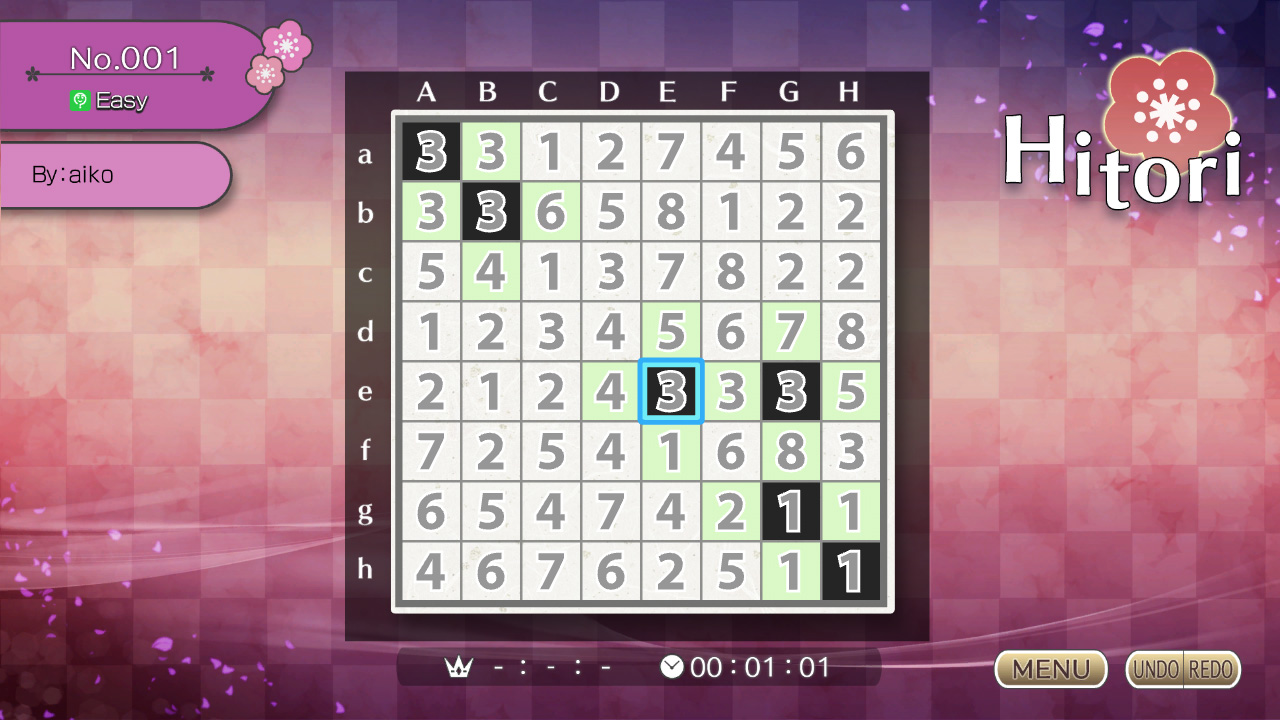 No.001
Easy
By:aiko
Hitori
A B C D E F G H
a 3 3 1 2 7 4 5 6
b 3 3 6 5 8 1 2 2
c 5 4 1 3 7 8 2 2
d 1 2 3 4 5 6 7 8
e 2 1 2 4 3 3 3 5
f 7 2 5 4 1 6 8 3
g 6 5 4 7 4 2 1 1
h 4 6 7 6 2 5 1 1
- : - : - 00:01:01
MENU UNDO REDO